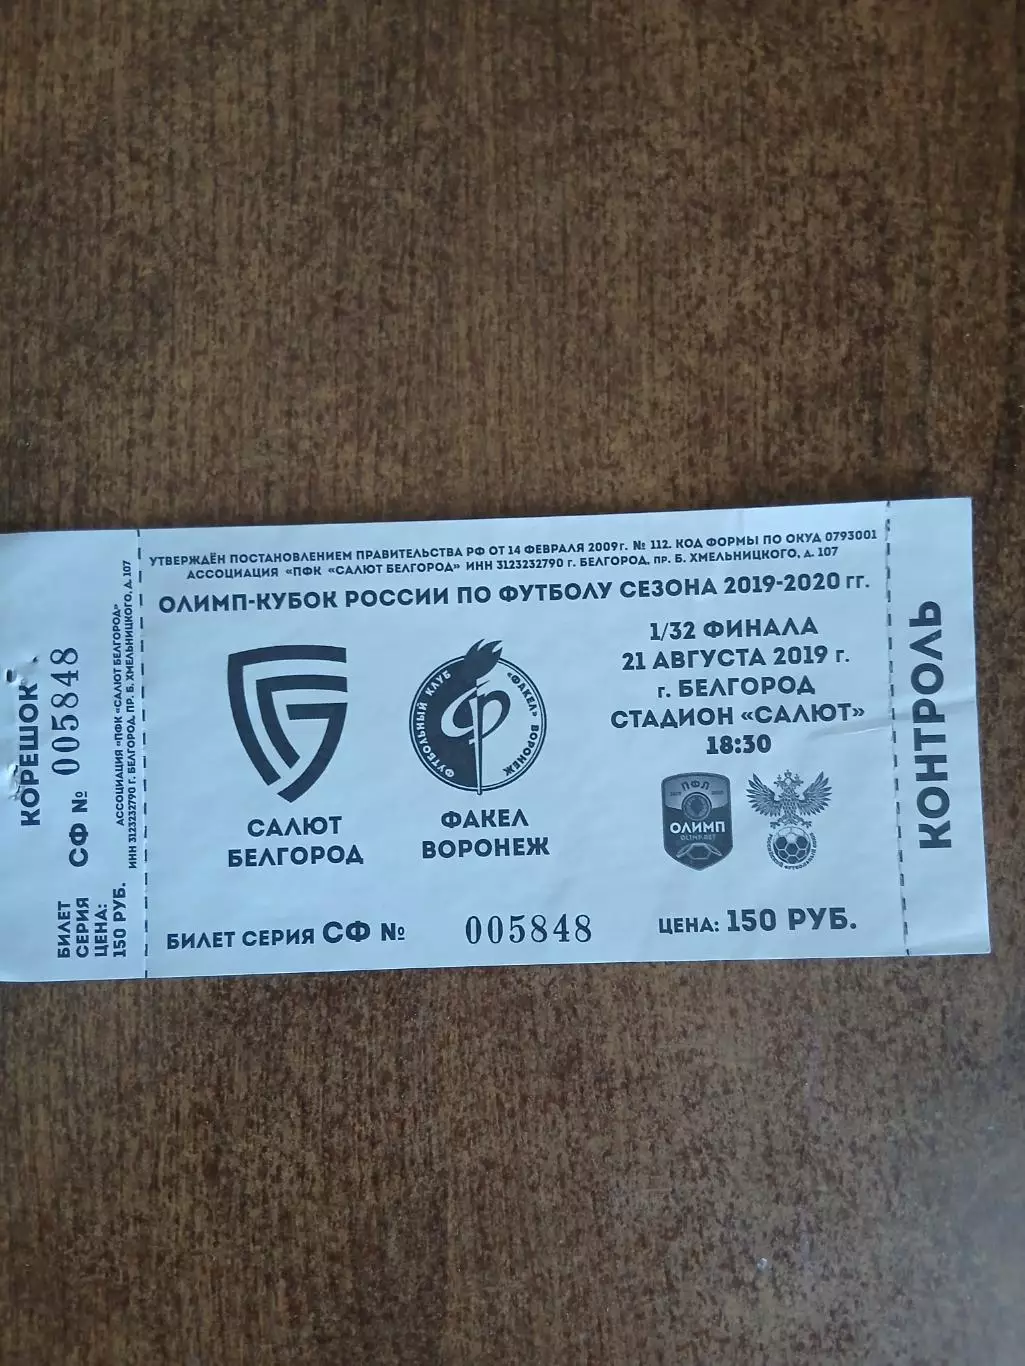 КОРЕШОК
БИЛЕТ
СЕРИЯ СФ № 005848
ЦЕНА:
150 РУБ.
АССОЦИАЦИЯ «ПФК «САЛЮТ БЕЛГОРОД»
ИНН 3123232790 Г. БЕЛГОРОД, ПР. Б. ХМЕЛЬНИЦКОГО, Д. 107
УТВЕРЖДЁН ПОСТАНОВЛЕНИЕМ ПРАВИТЕЛЬСТВА РФ ОТ 14 ФЕВРАЛЯ 2009г. № 112. КОД ФОРМЫ ПО ОКУД 0793001
АССОЦИАЦИЯ «ПФК «САЛЮТ БЕЛГОРОД» ИНН 3123232790 Г. БЕЛГОРОД, ПР. Б. ХМЕЛЬНИЦКОГО, Д. 107
ОЛИМП-КУБОК РОССИИ ПО ФУТБОЛУ СЕЗОНА 2019-2020 ГГ.
ФУТБОЛЬНЫЙ КЛУБ «ФАКЕЛ» ВОРОНЕЖ
Ф
САЛЮТ
БЕЛГОРОД
ФАКЕЛ
ВОРОНЕЖ
1/32 ФИНАЛА
21 АВГУСТА 2019 г.
г. БЕЛГОРОД
СТАДИОН «САЛЮТ»
18:30
ПФЛ
ОЛИМП
OLIMP.BET
БИЛЕТ СЕРИЯ СФ № 005848
ЦЕНА: 150 РУБ.
КОНТРОЛЬ